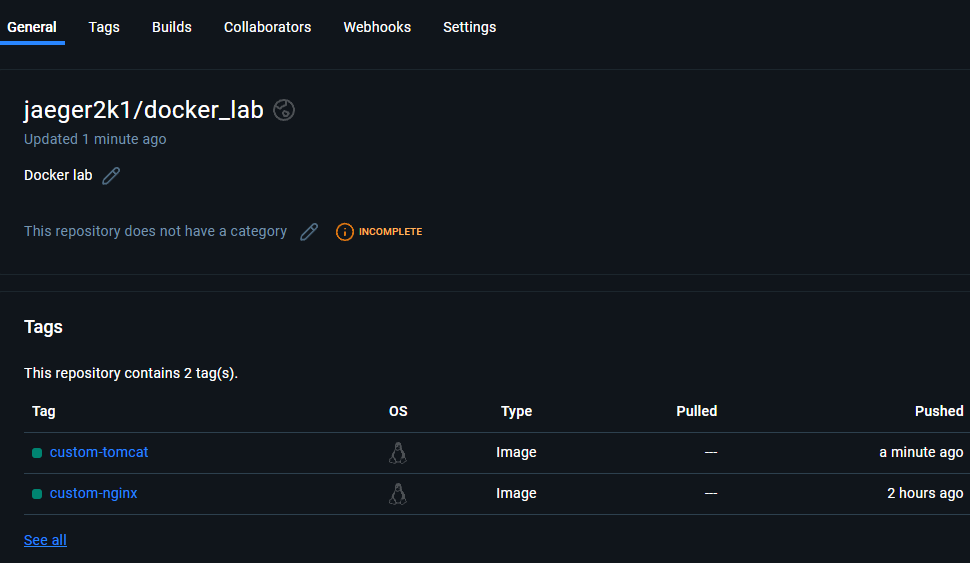 General Tags Builds Collaborators Webhooks Settings
jaeger2k1/docker_lab
Updated 1 minute ago
Docker lab
This repository does not have a category INCOMPLETE
Tags
This repository contains 2 tag(s).
Tag OS Type Pulled Pushed
custom-tomcat Image --- a minute ago
custom-nginx Image --- 2 hours ago
See all